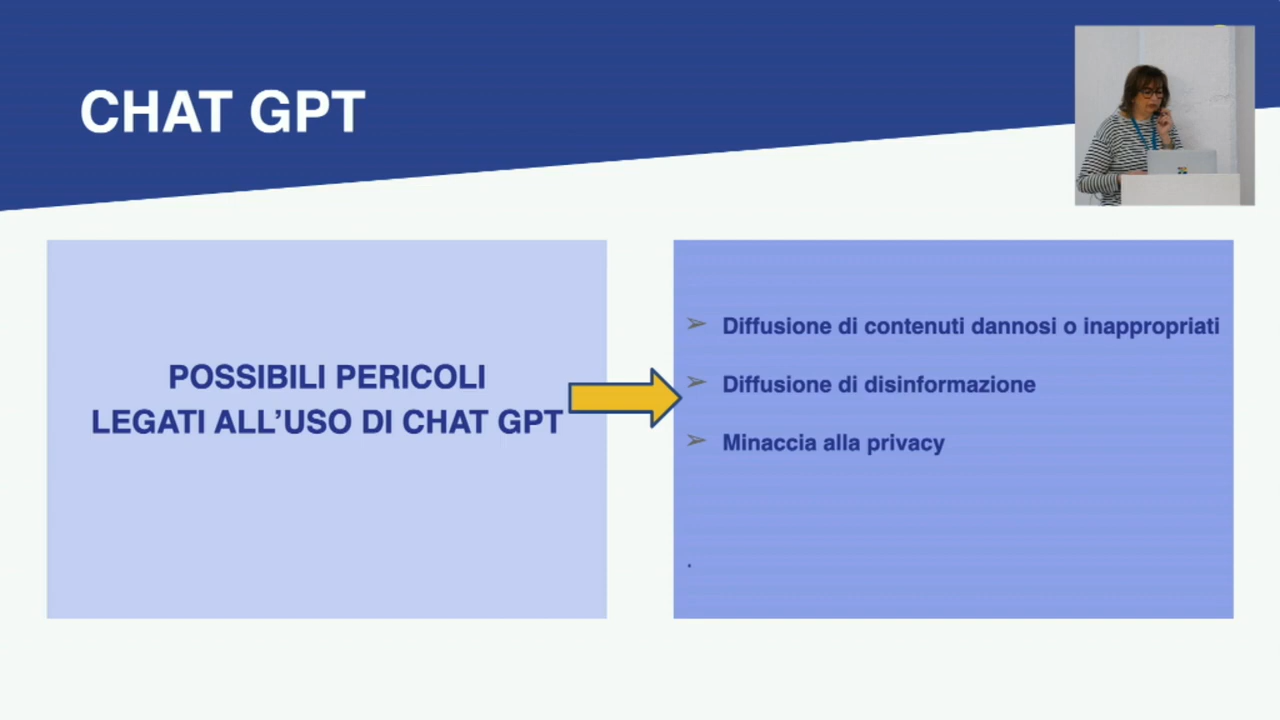 CHAT GPT
POSSIBILI PERICOLI
LEGATI ALL'USO DI CHAT GPT
➢ Diffusione di contenuti dannosi o inappropriati
➢ Diffusione di disinformazione
➢ Minaccia alla privacy
.